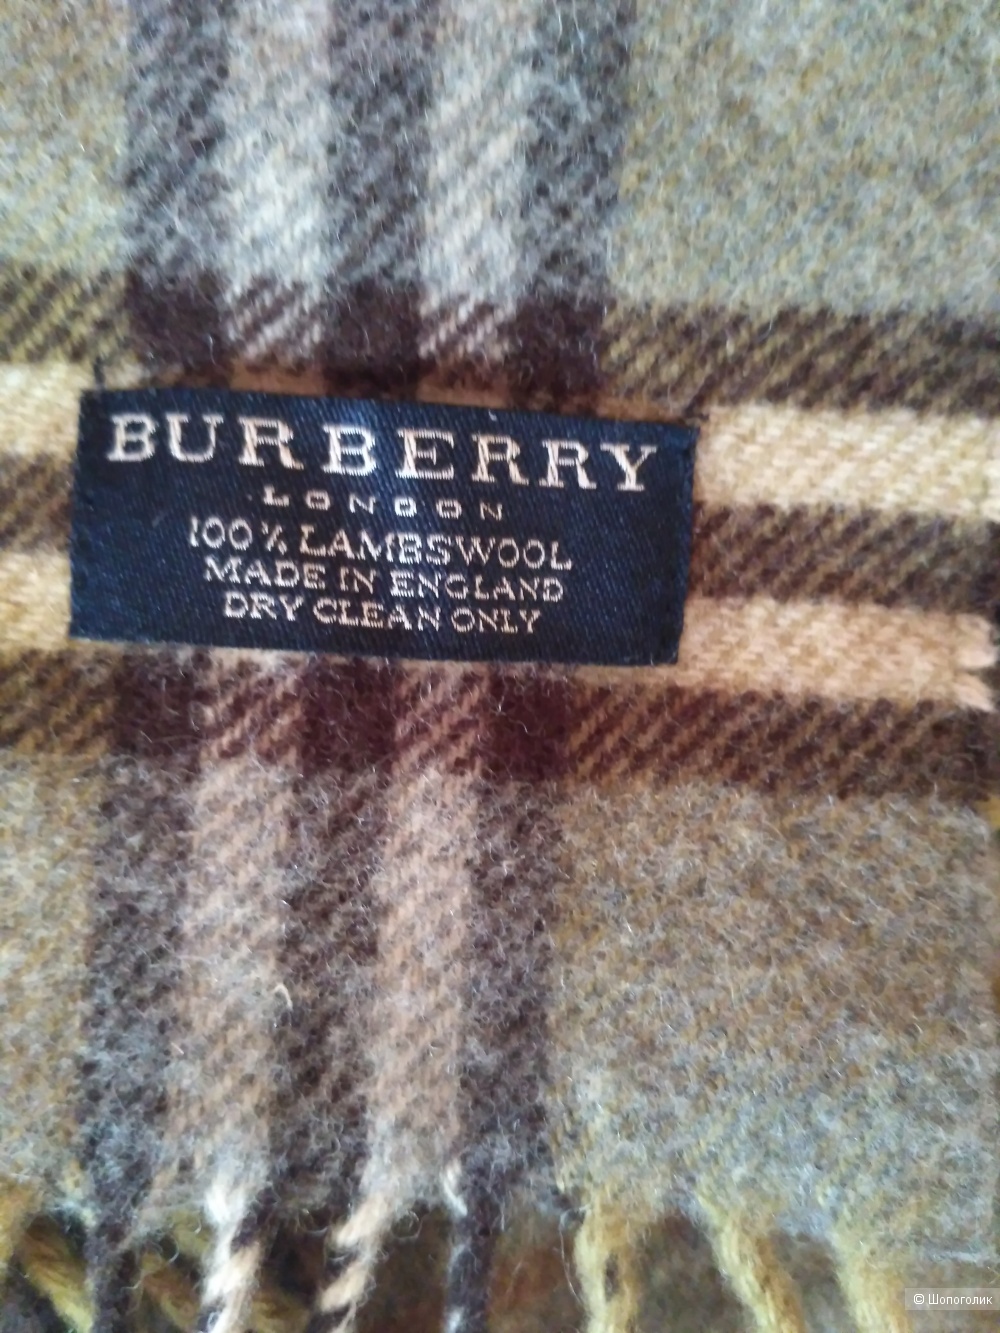 BURBERRY
LONDON
100% LAMBSWOOL
MADE IN ENGLAND
DRY CLEAN ONLY
© Шопоголик